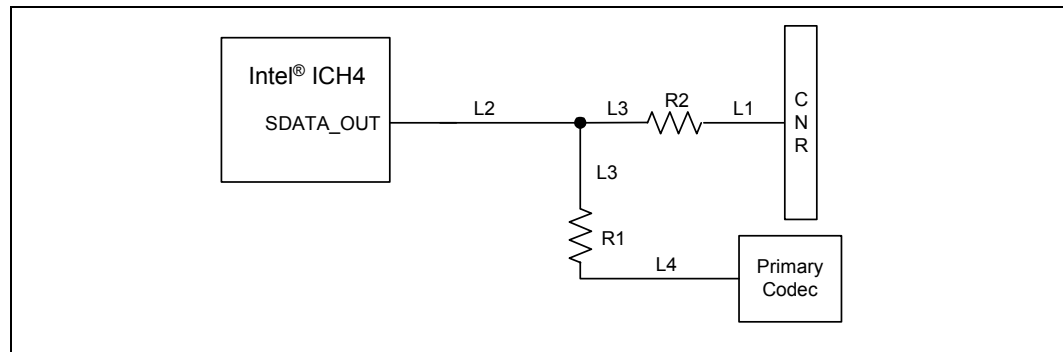 Intel® ICH4
SDATA_OUT
L2
L3
R2
L1
C
N
R
L3
R1
L4
Primary
Codec